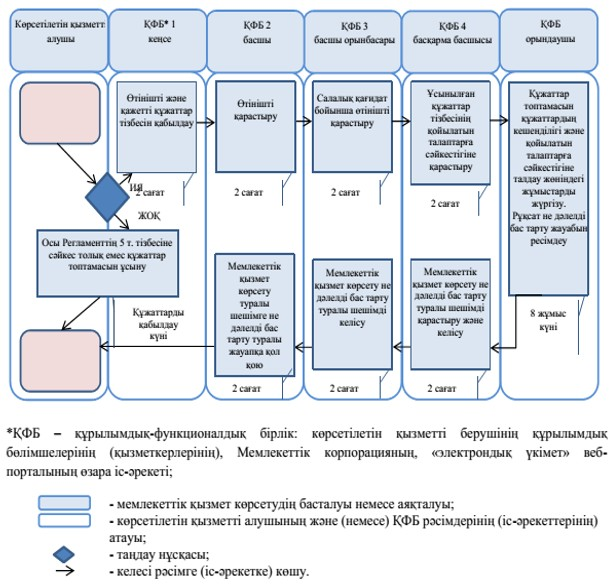 Көрсетілетін қызметті
алушы
ҚФБ* 1
кеңсе
ҚФБ 2
басшы
ҚФБ 3
басшы орынбасары
ҚФБ 4
басқарма басшысы
ҚФБ
орындаушы
Өтінішті және
қажетті құжаттар
тізбесін қабылдау
Өтінішті
қарастыру
Салалық қағидат
бойынша өтінішті
қарастыру
Ұсынылған
құжаттар
тізбесінің
қойылатын
талаптарға
сәйкестігіне
қарастыру
Құжаттар
топтамасын
құжаттардың
кешенділігі және
қойылатын
талаптарға
сәйкестігіне
талдау жөніндегі
жұмыстарды
жүргізу.
Рұқсат не дәлелді
бас тарту жауабын
ресімдеу
ИӘ
2 сағат
2 сағат
2 сағат
2 сағат
ЖОҚ
Осы Регламенттің 5 т. тізбесіне
сәйкес толық емес құжаттар
топтамасын ұсыну
Құжаттарды
қабылдау
күні
Мемлекеттік
қызмет
көрсету
туралы
шешімге не
дәлелді бас
тарту туралы
жауапқа қол
қою
Мемлекеттік
қызмет көрсету не
дәлелді бас тарту
туралы шешімді
келісу
Мемлекеттік
қызмет көрсету не
дәлелді бас тарту
туралы шешімді
қарастыру және
келісу
8 жұмыс
күні
2 сағат
2 сағат
2 сағат
*ҚФБ – құрылымдық-функционалдық бірлік: көрсетілетін қызметті берушінің құрылымдық
бөлімшелерінің (қызметкерлерінің), Мемлекеттік корпорацияның, «электрондық үкімет» веб-
порталының өзара іс-әрекеті;
- мемлекеттік қызмет көрсетудің басталуы немесе аяқталуы;
- көрсетілетін қызметті алушының және (немесе) ҚФБ рәсімдерінің (іс-әрекеттерінің)
атауы;
- таңдау нұсқасы;
- келесі рәсімге (іс-әрекетке) көшу.